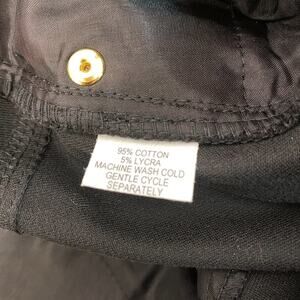 95% COTTON
5% LYCRA
MACHINE WASH COLD
GENTLE CYCLE
SEPARATELY